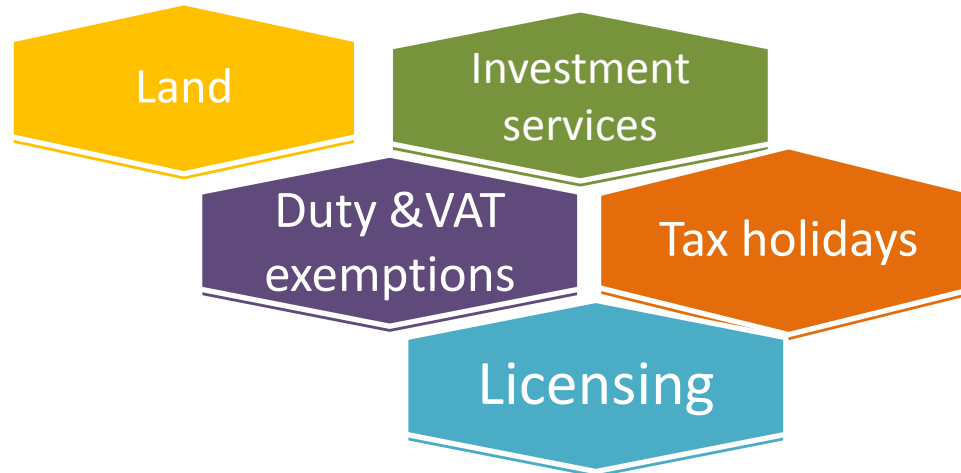 Land
Investment
services
Duty &VAT
exemptions
Tax holidays
Licensing